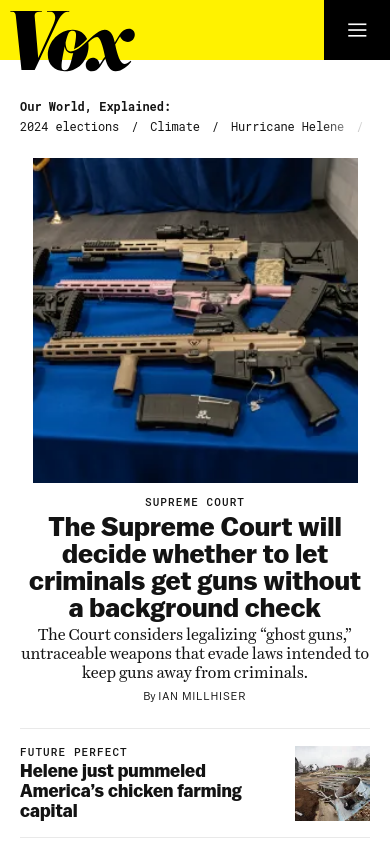 Vox
Our World, Explained:
2024 elections / Climate / Hurricane Helene /
SUPREME COURT
The Supreme Court will
decide whether to let
criminals get guns without
a background check
The Court considers legalizing “ghost guns,”
untraceable weapons that evade laws intended to
keep guns away from criminals.
By IAN MILLHISER
FUTURE PERFECT
Helene just pummeled
America’s chicken farming
capital